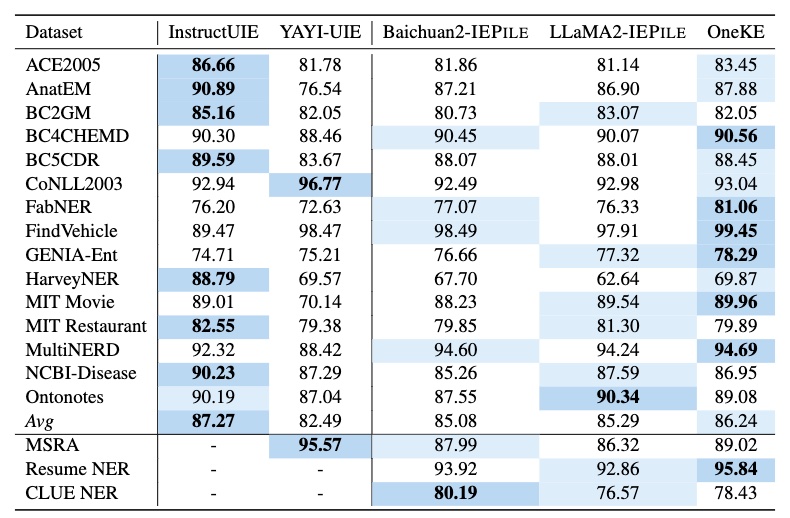 Dataset InstructUIE YAYI-UIE Baichuan2-IEPILE LLaMA2-IEPILE OneKE
ACE2005 86.66 81.78 81.86 81.14 83.45
AnatEM 90.89 76.54 87.21 86.90 87.88
BC2GM 85.16 82.05 80.73 83.07 82.05
BC4CHEMD 90.30 88.46 90.45 90.07 90.56
BC5CDR 89.59 83.67 88.07 88.01 88.45
CoNLL2003 92.94 96.77 92.49 92.98 93.04
FabNER 76.20 72.63 77.07 76.33 81.06
FindVehicle 89.47 98.47 98.49 97.91 99.45
GENIA-Ent 74.71 75.21 76.66 77.32 78.29
HarveyNER 88.79 69.57 67.70 62.64 69.87
MIT Movie 89.01 70.14 88.23 89.54 89.96
MIT Restaurant 82.55 79.38 79.85 81.30 79.89
MultiNERD 92.32 88.42 94.60 94.24 94.69
NCBI-Disease 90.23 87.29 85.26 87.59 86.95
Ontonotes 90.19 87.04 87.55 90.34 89.08
Avg 87.27 82.49 85.08 85.29 86.24
MSRA - 95.57 87.99 86.32 89.02
Resume NER - - 93.92 92.86 95.84
CLUE NER - - 80.19 76.57 78.43